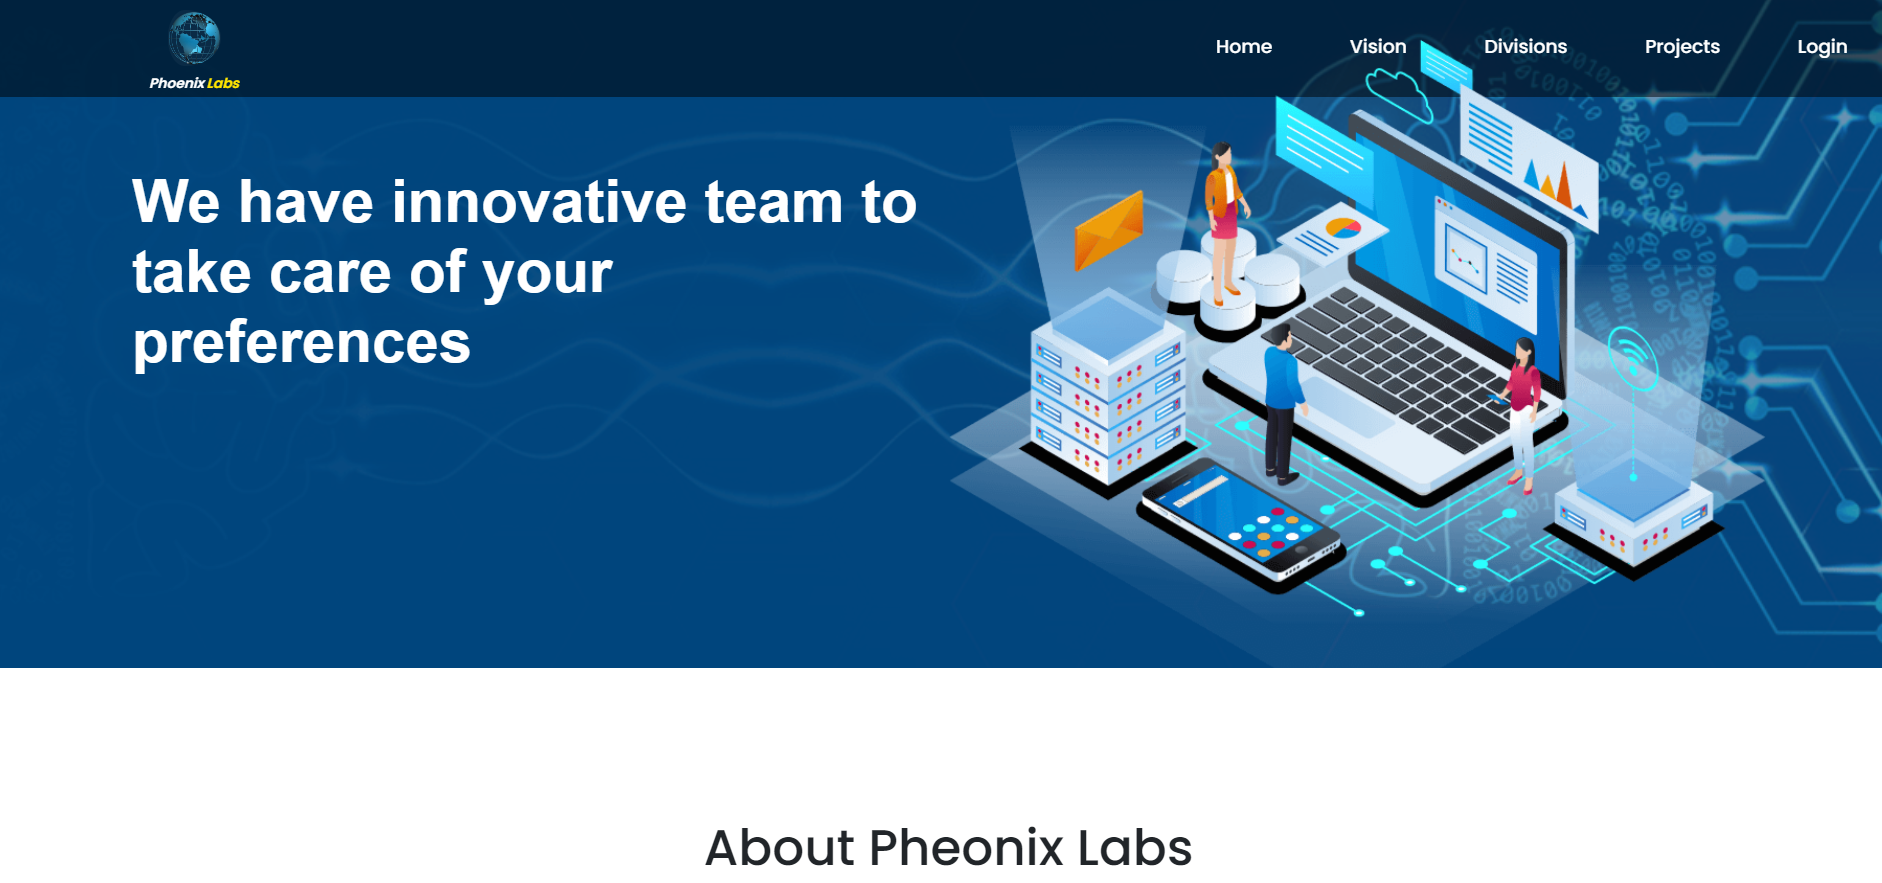 Phoenix Labs
Home Vision Divisions Projects Login
We have innovative team to
take care of your
preferences
About Pheonix Labs